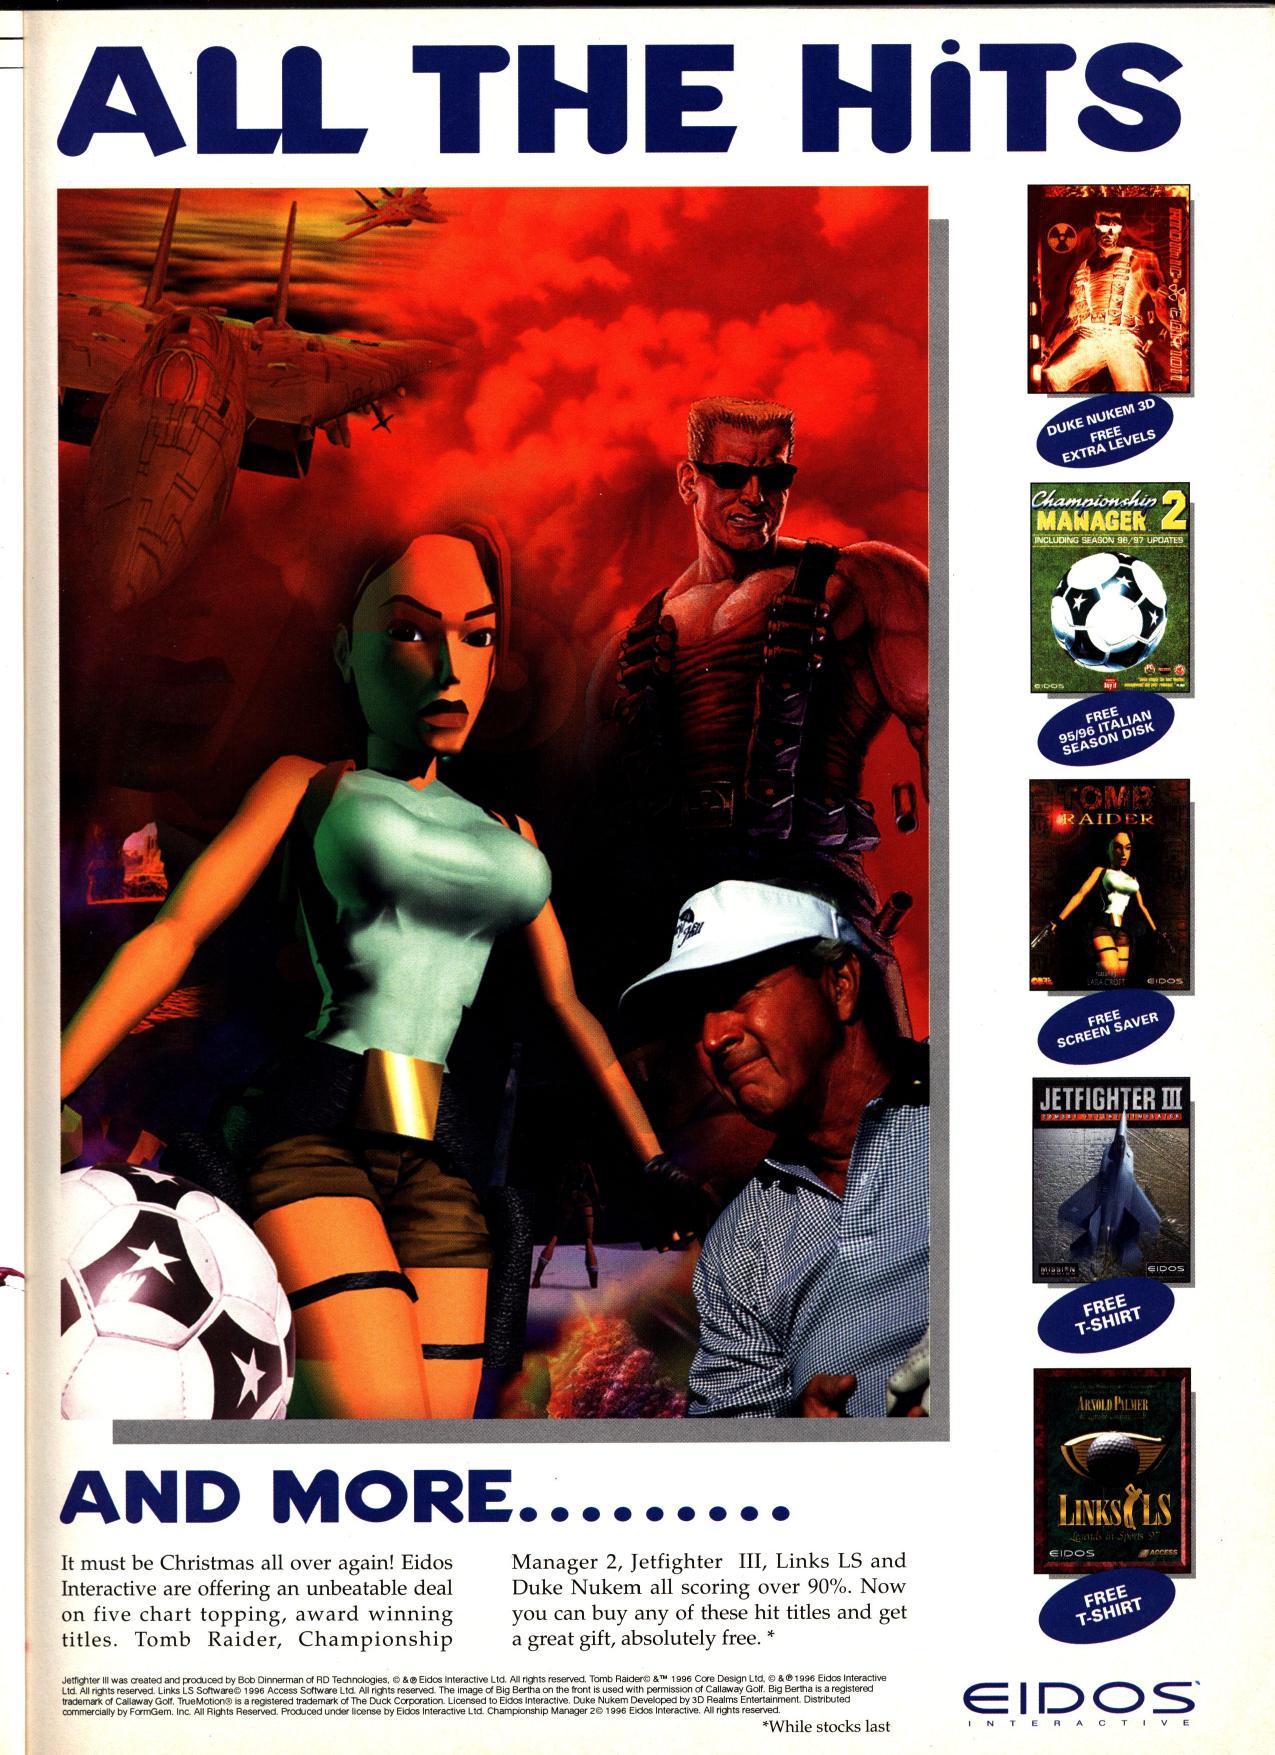 ALL THE HiTS
ATOMIC EDITION
DUKE NUKEM 3D
FREE
EXTRA LEVELS
Championship
MANAGER 2
INCLUDING SEASON 96/97 UPDATES
EIDOS
FREE
95/96 ITALIAN
SEASON DISK
TOMB
RAIDER
LARA CROFT
EIDOS
FREE
SCREEN SAVER
JETFIGHTER III
MISSION
EIDOS
FREE
T-SHIRT
ARNOLD PALMER
LINKS LS
Legends in Sports 97
EIDOS
ACCESS
FREE
T-SHIRT
AND MORE.........
It must be Christmas all over again! Eidos
Interactive are offering an unbeatable deal
on five chart topping, award winning
titles. Tomb Raider, Championship
Manager 2, Jetfighter III, Links LS and
Duke Nukem all scoring over 90%. Now
you can buy any of these hit titles and get
a great gift, absolutely free. *
Jetfighter III was created and produced by Bob Dinnerman of RD Technologies, © & ℗ Eidos Interactive Ltd. All rights reserved. Tomb Raider© &™ 1996 Core Design Ltd, © & ℗ 1996 Eidos Interactive
Ltd. All rights reserved. Links LS Software© 1996 Access Software Ltd. All rights reserved. The image of Big Bertha on the front is used with permission of Callaway Golf. Big Bertha is a registered
trademark of Callaway Golf. TrueMotion® is a registered trademark of The Duck Corporation. Licensed to Eidos Interactive. Duke Nukem Developed by 3D Realms Entertainment. Distributed
commercially by FormGem. Inc. All Rights Reserved. Produced under license by Eidos Interactive Ltd. Championship Manager 2© 1996 Eidos Interactive. All rights reserved.
*While stocks last
EIDOS
INTERACTIVE